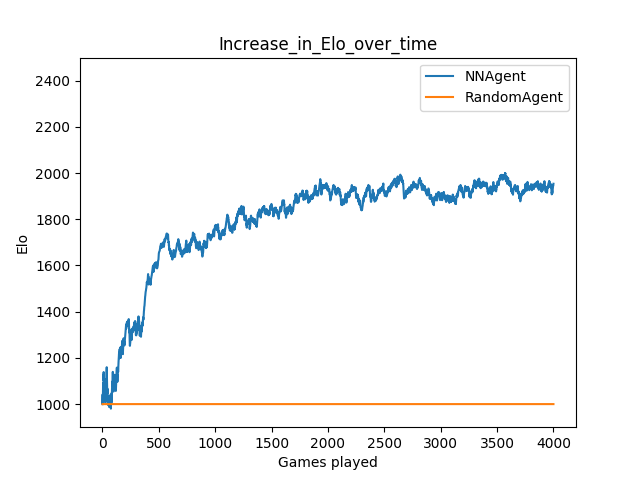 Increase_in_Elo_over_time
NNAgent
RandomAgent
2400
2200
2000
1800
1600
1400
1200
1000
Elo
0 500 1000 1500 2000 2500 3000 3500 4000
Games played